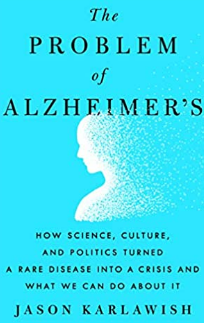 The
PROBLEM
of
ALZHEIMER'S
HOW SCIENCE, CULTURE,
AND POLITICS TURNED
A RARE DISEASE INTO A CRISIS AND
WHAT WE CAN DO ABOUT IT
JASON KARLAWISH